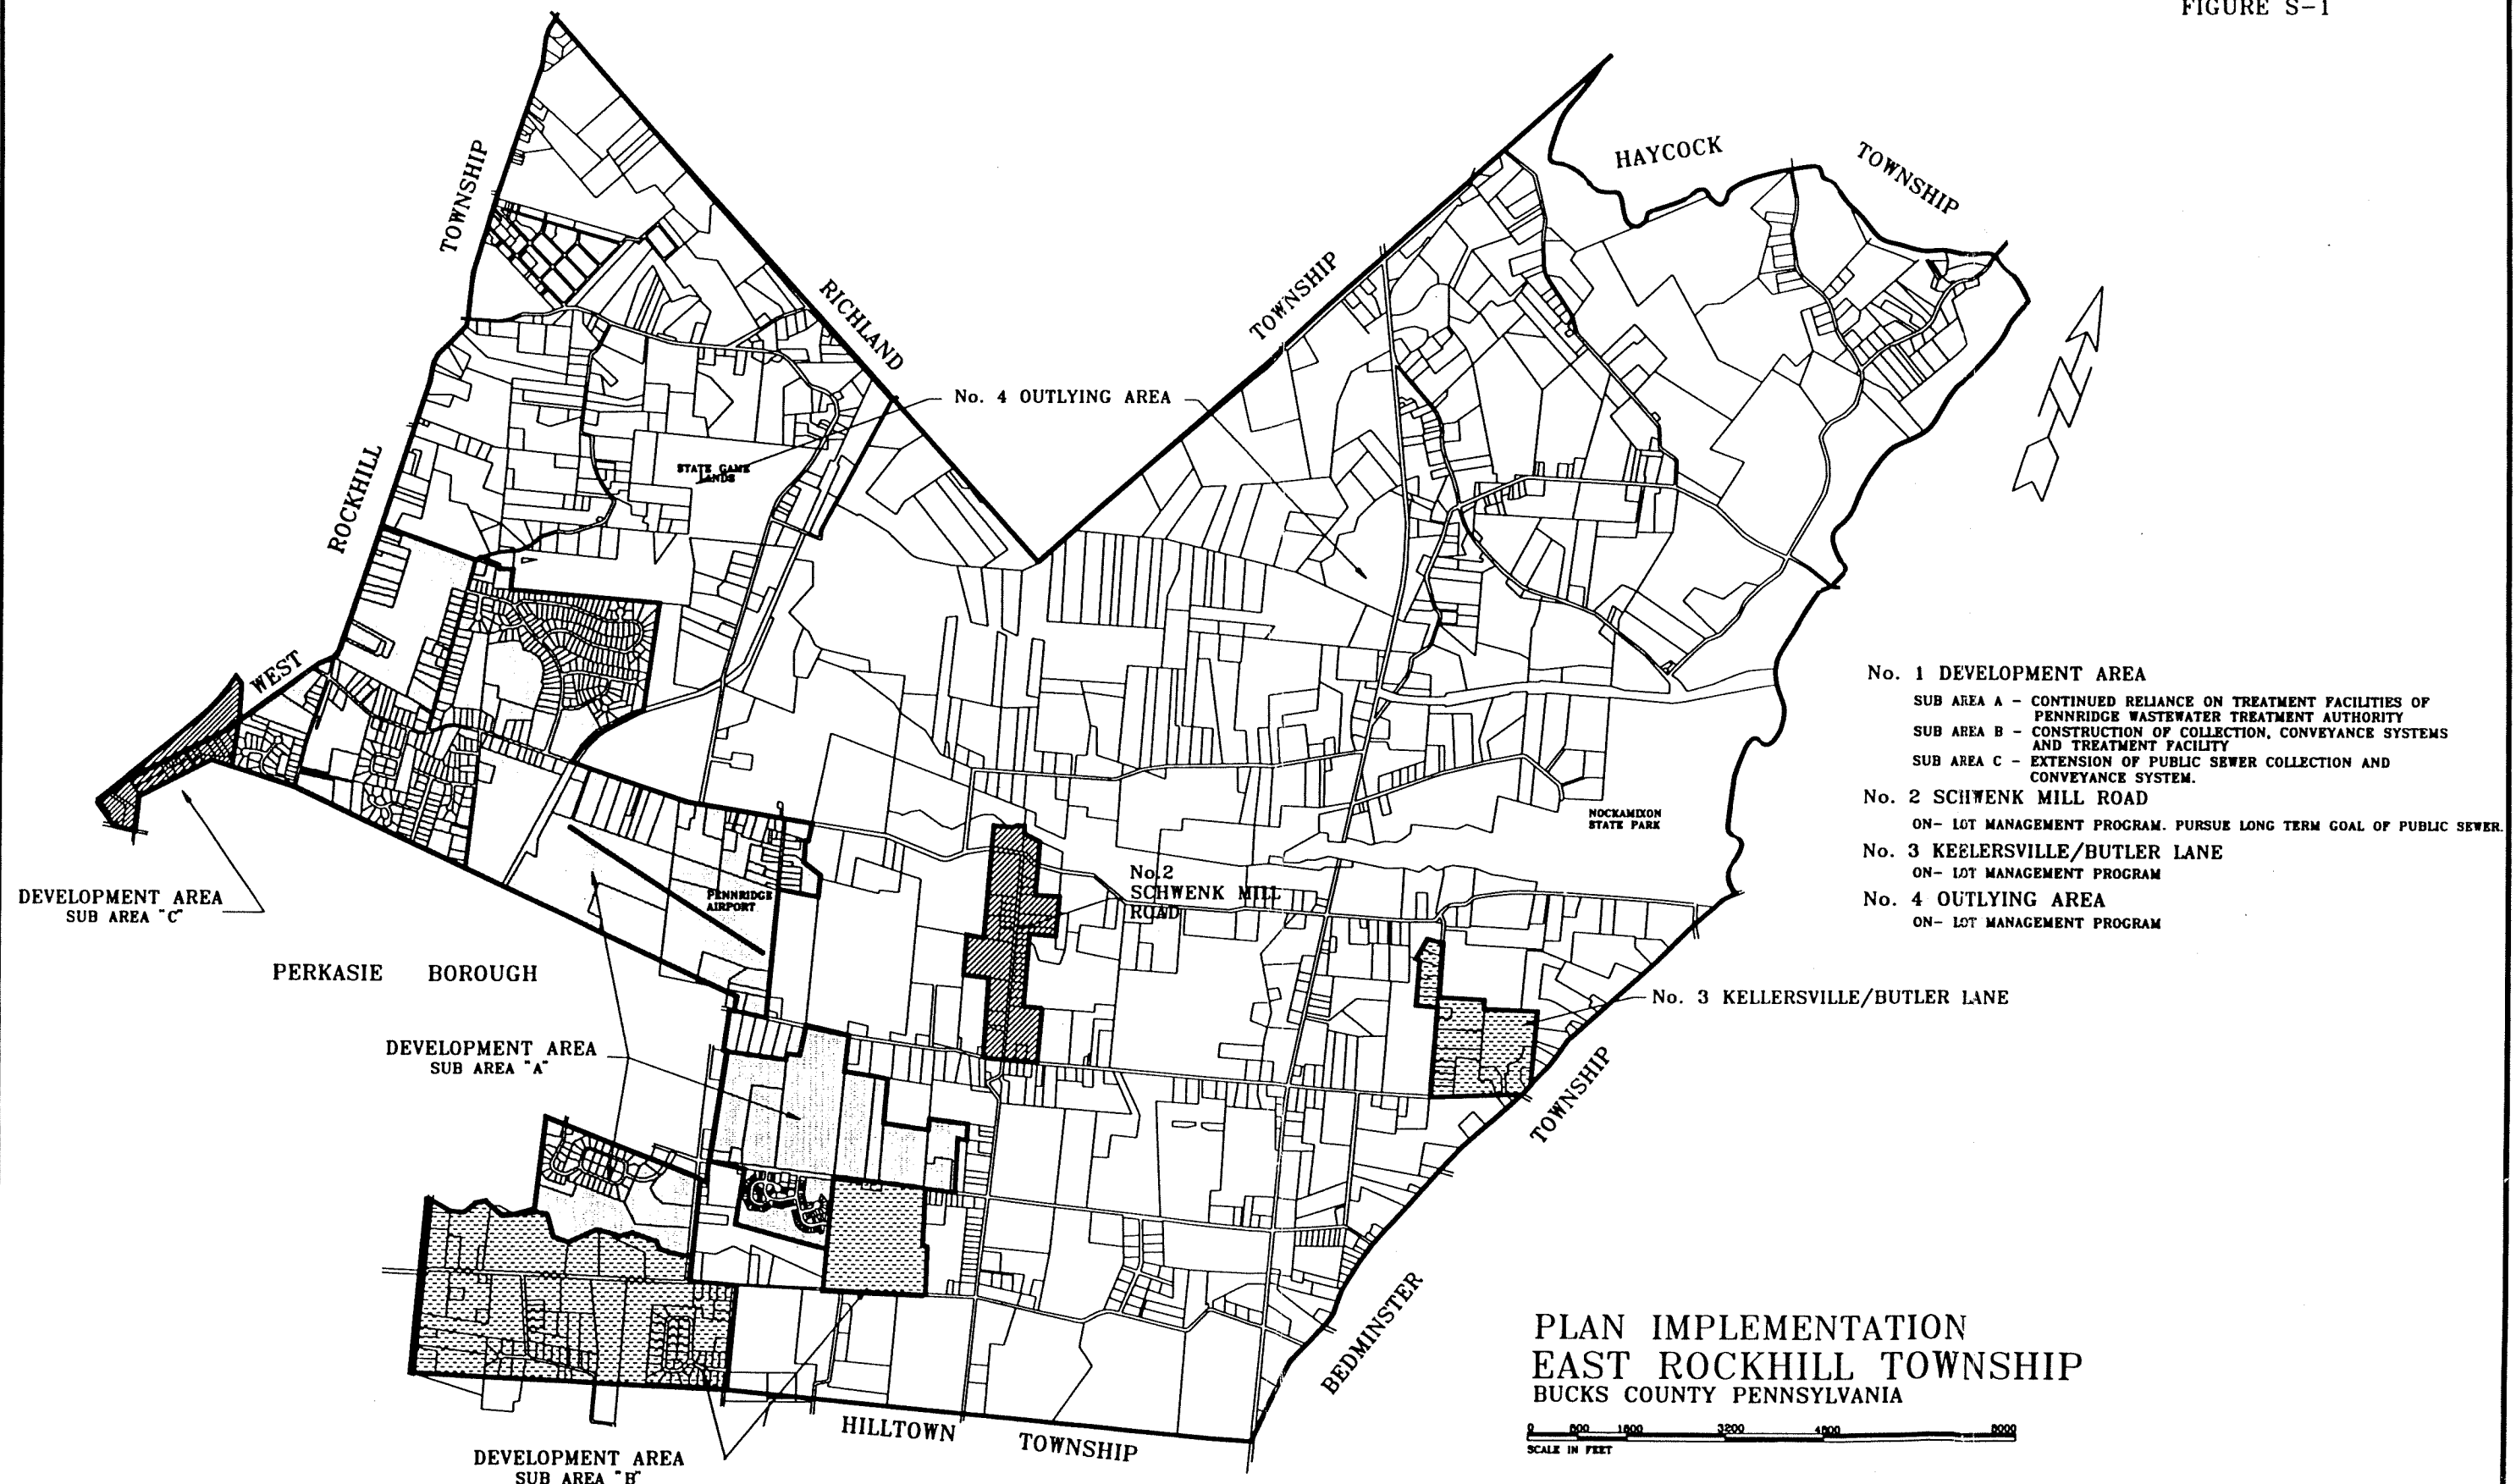 FIGURE S-1
HAYCOCK TOWNSHIP
TOWNSHIP
RICHLAND
TOWNSHIP
No. 4 OUTLYING AREA
STATE GAME
LANDS
ROCKHILL
WEST
No. 1 DEVELOPMENT AREA
SUB AREA A - CONTINUED RELIANCE ON TREATMENT FACILITIES OF
PENNRIDGE WASTEWATER TREATMENT AUTHORITY
SUB AREA B - CONSTRUCTION OF COLLECTION, CONVEYANCE SYSTEMS
AND TREATMENT FACILITY
SUB AREA C - EXTENSION OF PUBLIC SEWER COLLECTION AND
CONVEYANCE SYSTEM.
No. 2 SCHWENK MILL ROAD
ON- LOT MANAGEMENT PROGRAM. PURSUE LONG TERM GOAL OF PUBLIC SEWER.
No. 3 KEELERSVILLE/BUTLER LANE
ON- LOT MANAGEMENT PROGRAM
No. 4 OUTLYING AREA
ON- LOT MANAGEMENT PROGRAM
NOCKAMIXON
STATE PARK
No.2
SCHWENK MILL
ROAD
PENNRIDGE
AIRPORT
DEVELOPMENT AREA
SUB AREA "C"
PERKASIE BOROUGH
No. 3 KELLERSVILLE/BUTLER LANE
DEVELOPMENT AREA
SUB AREA "A"
TOWNSHIP
BEDMINSTER
HILLTOWN TOWNSHIP
DEVELOPMENT AREA
SUB AREA "B"
PLAN IMPLEMENTATION
EAST ROCKHILL TOWNSHIP
BUCKS COUNTY PENNSYLVANIA
0 800 1600 3200 4800 8000
SCALE IN FEET